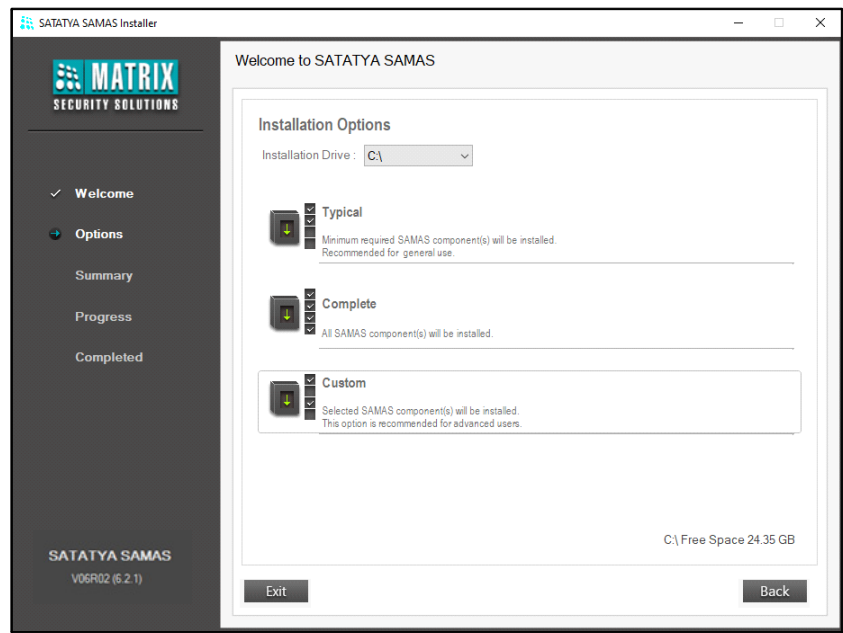 SATATYA SAMAS Installer
MATRIX
SECURITY SOLUTIONS
Welcome
Options
Summary
Progress
Completed
SATATYA SAMAS
V06R02 (6.2.1)
Welcome to SATATYA SAMAS
Installation Options
Installation Drive : C:\
Typical
Minimum required SAMAS component(s) will be installed.
Recommended for general use.
Complete
All SAMAS component(s) will be installed.
Custom
Selected SAMAS component(s) will be installed.
This option is recommended for advanced users.
C:\ Free Space 24.35 GB
Exit
Back